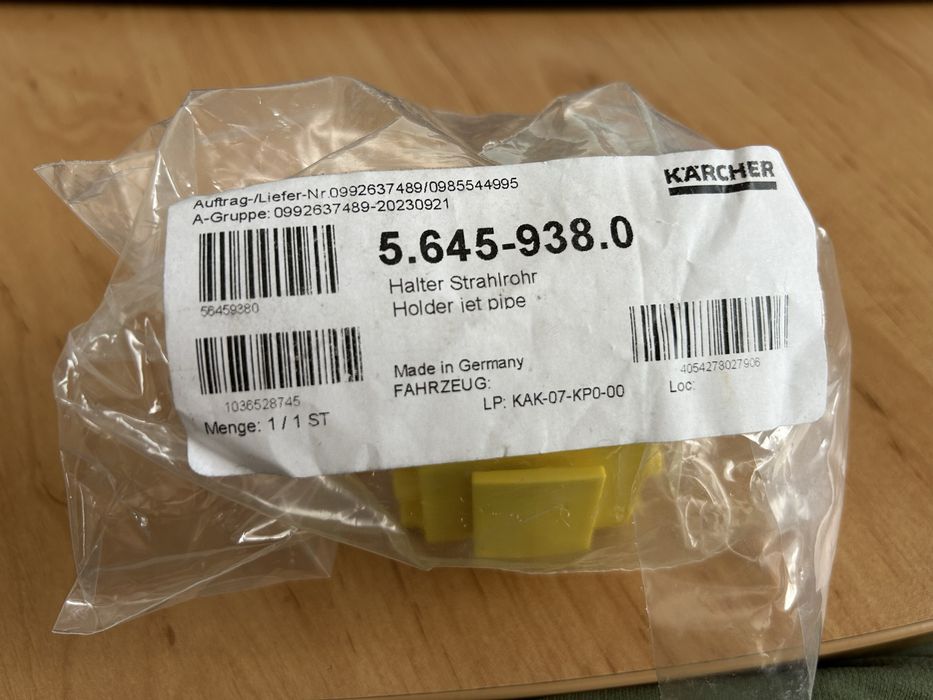 Auftrag-/Liefer-Nr 0992637489/0985544995
A-Gruppe: 0992637489-20230921
KÄRCHER
5.645-938.0
56459380
Halter Strahlrohr
Holder jet pipe
4054278027906
1036528745
Made in Germany
FAHRZEUG:
LP: KAK-07-KP0-00
Loc:
Menge: 1 / 1 ST